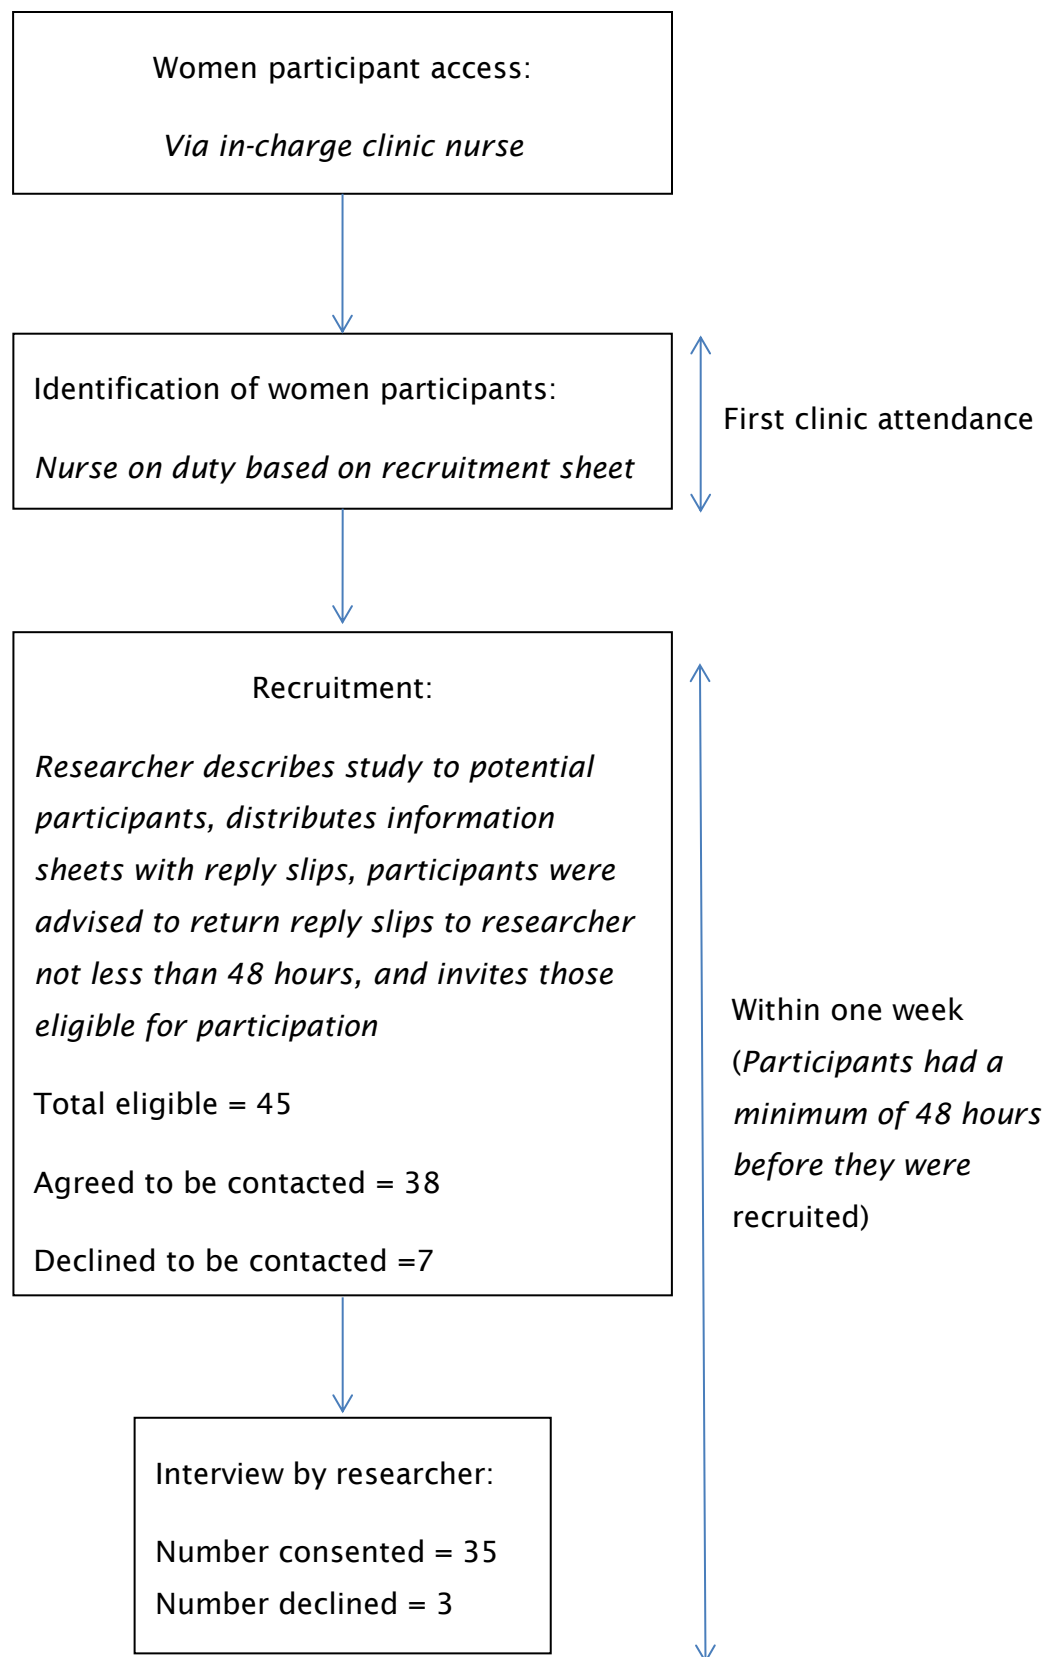 Women participant access:
Via in-charge clinic nurse
Identification of women participants:
Nurse on duty based on recruitment sheet
First clinic attendance
Recruitment:
Researcher describes study to potential
participants, distributes information
sheets with reply slips, participants were
advised to return reply slips to researcher
not less than 48 hours, and invites those
eligible for participation
Total eligible = 45
Agreed to be contacted = 38
Declined to be contacted =7
Within one week
(Participants had a
minimum of 48 hours
before they were
recruited)
Interview by researcher:
Number consented = 35
Number declined = 3